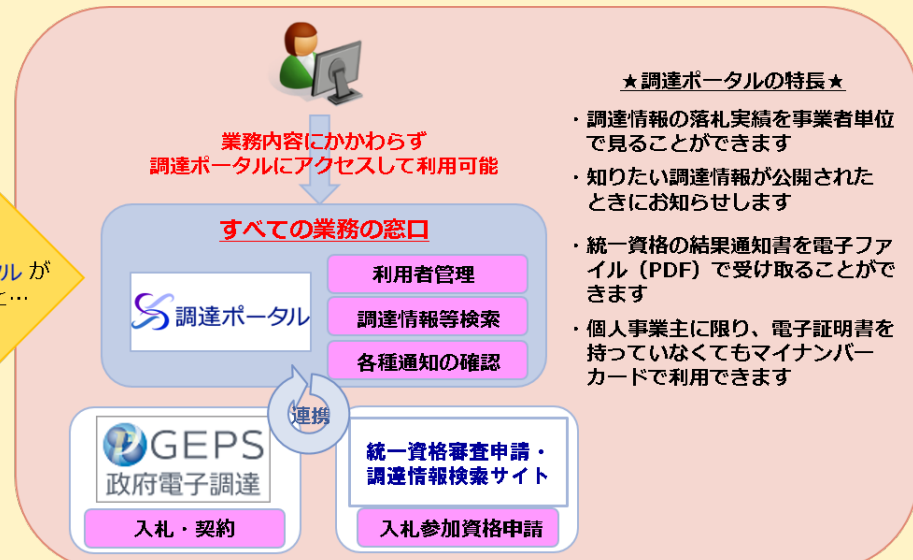 業務内容にかかわらず
調達ポータルにアクセスして利用可能
すべての業務の窓口
調達ポータル
利用者管理
調達情報等検索
各種通知の確認
連携
GEPS
政府電子調達
入札・契約
統一資格審査申請・
調達情報検索サイト
入札参加資格申請
★調達ポータルの特長★
・調達情報の落札実績を事業者単位
で見ることができます
・知りたい調達情報が公開された
ときにお知らせします
・統一資格の結果通知書を電子ファ
イル（PDF）で受け取ることがで
きます
・個人事業主に限り、電子証明書を
持っていなくてもマイナンバー
カードで利用できます
ル が
…